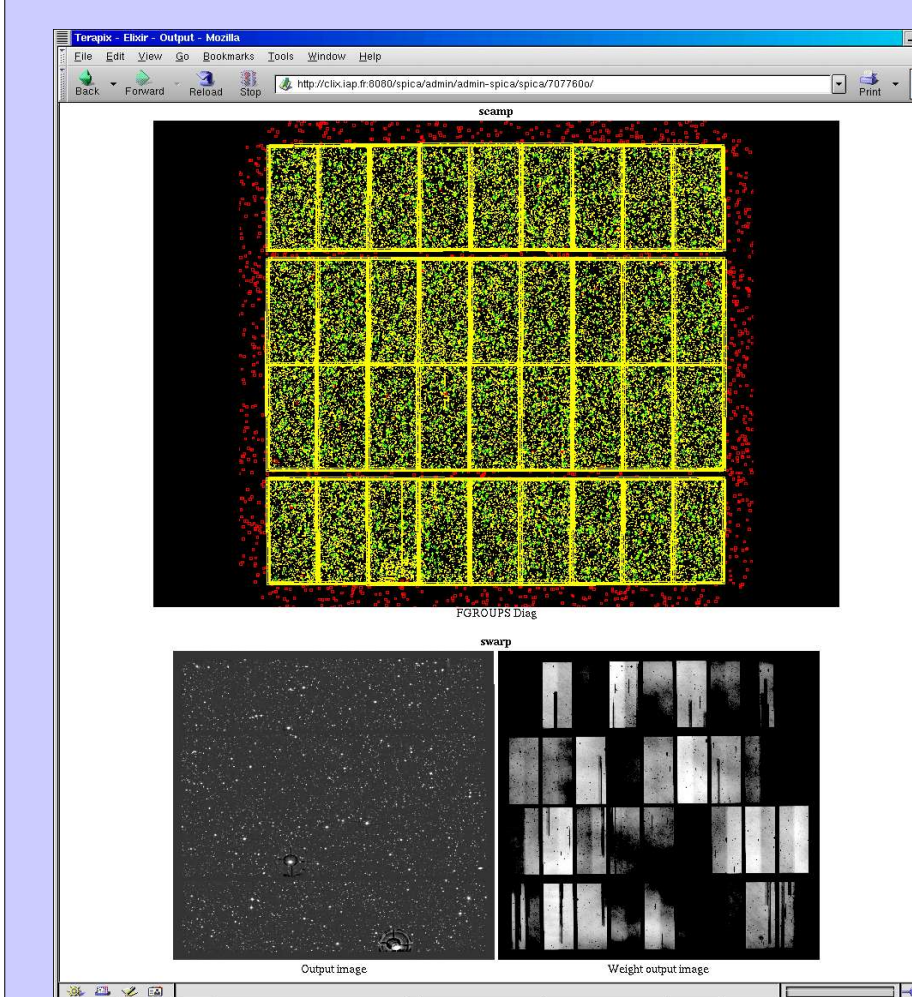 Terapix - Elixir - Output - Mozilla
File Edit View Go Bookmarks Tools Window Help
Back Forward Reload Stop http://clix.iap.fr:8080/spica/admin/admin-spica/spica/707760o/ Print
scamp
FGROUPS Diag
swarp
Output image Weight output image